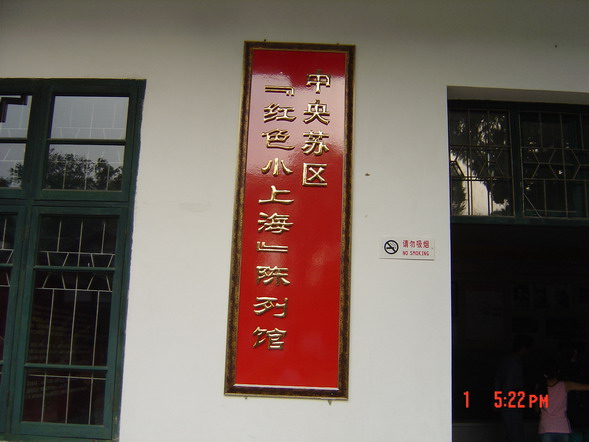 中央苏区
『红色小上海』陈列馆
请勿吸烟
NO SMOKING
1 5:22PM